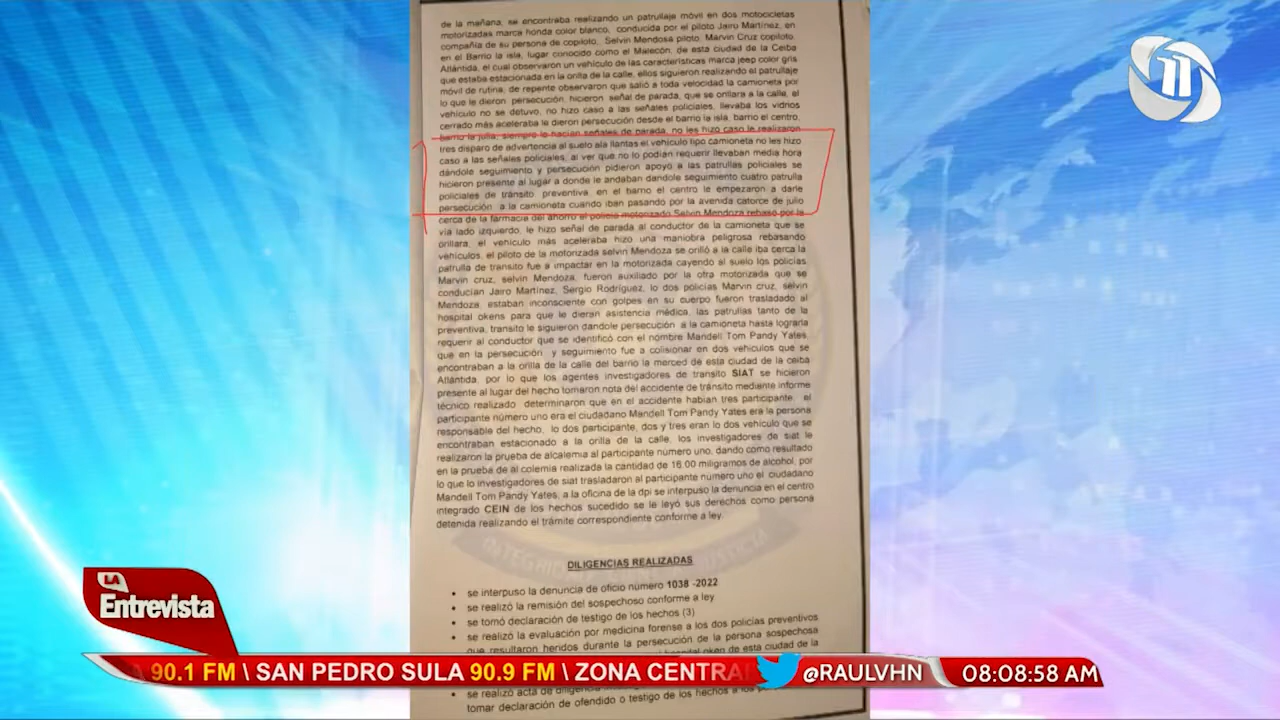 de la mañana, se encontraba realizando un patrullaje móvil en dos motocicletas
motorizadas marca honda color blanco, conducida por el piloto Jairo Martínez, en
compañía de su persona de copiloto, Selvin Mendosa piloto, Marvin Cruz copiloto,
en el Barrio la isla, lugar conocido como el Malecón, de esta ciudad de la Ceiba
Atlántida, el cual observaron un vehículo de las características marca jeep color gris
que estaba estacionada en la orilla de la calle, ellos siguieron realizando el patrullaje
móvil de rutina, de repente observaron que salió a toda velocidad la camioneta por
lo que le dieron persecución, hicieron señal de parada, que se orillara a la calle, el
vehículo no se detuvo, no hizo caso a las señales policiales, llevaba los vidrios
cerrado más aceleraba le dieron persecución desde el barrio la isla, barrio el centro,
barrio la julia, siempre le hacían señales de parada, no les hizo caso le realizaron
tres disparo de advertencia al suelo ala llantas el vehículo tipo camioneta no les hizo
caso a las señales policiales, al ver que no lo podían requerir llevaban media hora
dándole seguimiento y persecución pidieron apoyo a las patrullas policiales se
hicieron presente al lugar a donde le andaban dandole seguimiento cuatro patrulla
policiales de tránsito, preventiva, en el barrio el centro le empezaron a darle
persecución a la camioneta cuando iban pasando por la avenida catorce de julio
cerca de la farmacia del ahorro el policía motorizado Selvin Mendoza rebaso por la
vía lado izquierdo, le hizo señal de parada al conductor de la camioneta que se
orillara, el vehículo más aceleraba hizo una maniobra peligrosa rebasando
vehículos, el piloto de la motorizada selvin Mendoza se orilló a la calle iba cerca la
patrulla de transito fue a impactar en la motorizada cayendo al suelo los policías
Marvin cruz, selvin Mendoza, fueron auxiliado por la otra motorizada que se
conducían Jairo Martínez, Sergio Rodríguez, lo dos policías Marvin cruz, selvin
Mendoza, estaban inconsciente con golpes en su cuerpo fueron trasladado al
hospital okens para que le dieran asistencia médica, las patrullas tanto de la
preventiva, transito le siguieron dandole persecución a la camioneta hasta lograrla
requerir al conductor que se identificó con el nombre Mandell Tom Pandy Yates,
que en la persecución y seguimiento fue a colisionar en dos vehículos que se
encontraban a la orilla de la calle del barrio la merced de esta ciudad de la ceiba
Atlántida, por lo que los agentes investigadores de transito SIAT se hicieron
presente al lugar del hecho tomaron nota del accidente de tránsito mediante informe
técnico realizado determinaron que en el accidente habían tres participante, el
participante número uno era el ciudadano Mandell Tom Pandy Yates era la persona
responsable del hecho, lo dos participante, dos y tres eran lo dos vehículo que se
encontraban estacionado a la orilla de la calle, los investigadores de siat le
realizaron la prueba de alcalemia al participante número uno, dando como resultado
en la prueba de al colemia realizada la cantidad de 16.00 miligramos de alcohol, por
lo que lo investigadores de siat trasladaron al participante número uno el ciudadano
Mandell Tom Pandy Yates, a la oficina de la dpi se interpuso la denuncia en el centro
integrado CEIN de los hechos sucedido se le leyó sus derechos como persona
detenida realizando el trámite correspondiente conforme a ley.
DILIGENCIAS REALIZADAS
• se interpuso la denuncia de oficio número 1038 -2022
• se realizó la remisión del sospechoso conforme a ley
• se tomó declaración de testigo de los hechos (3)
• se realizó la evaluación por medicina forense a los dos policías preventivos
que resultaron heridos durante la persecución de la persona sospechosa
hospital oken de esta ciudad de la
• se realizó acta de diligencia
tomar declaración de ofendido o testigo de los hechos a los
11
LA
Entrevista
90.1 FM \ SAN PEDRO SULA 90.9 FM \ ZONA CENTRA
@RAULVHN
08:08:58 AM